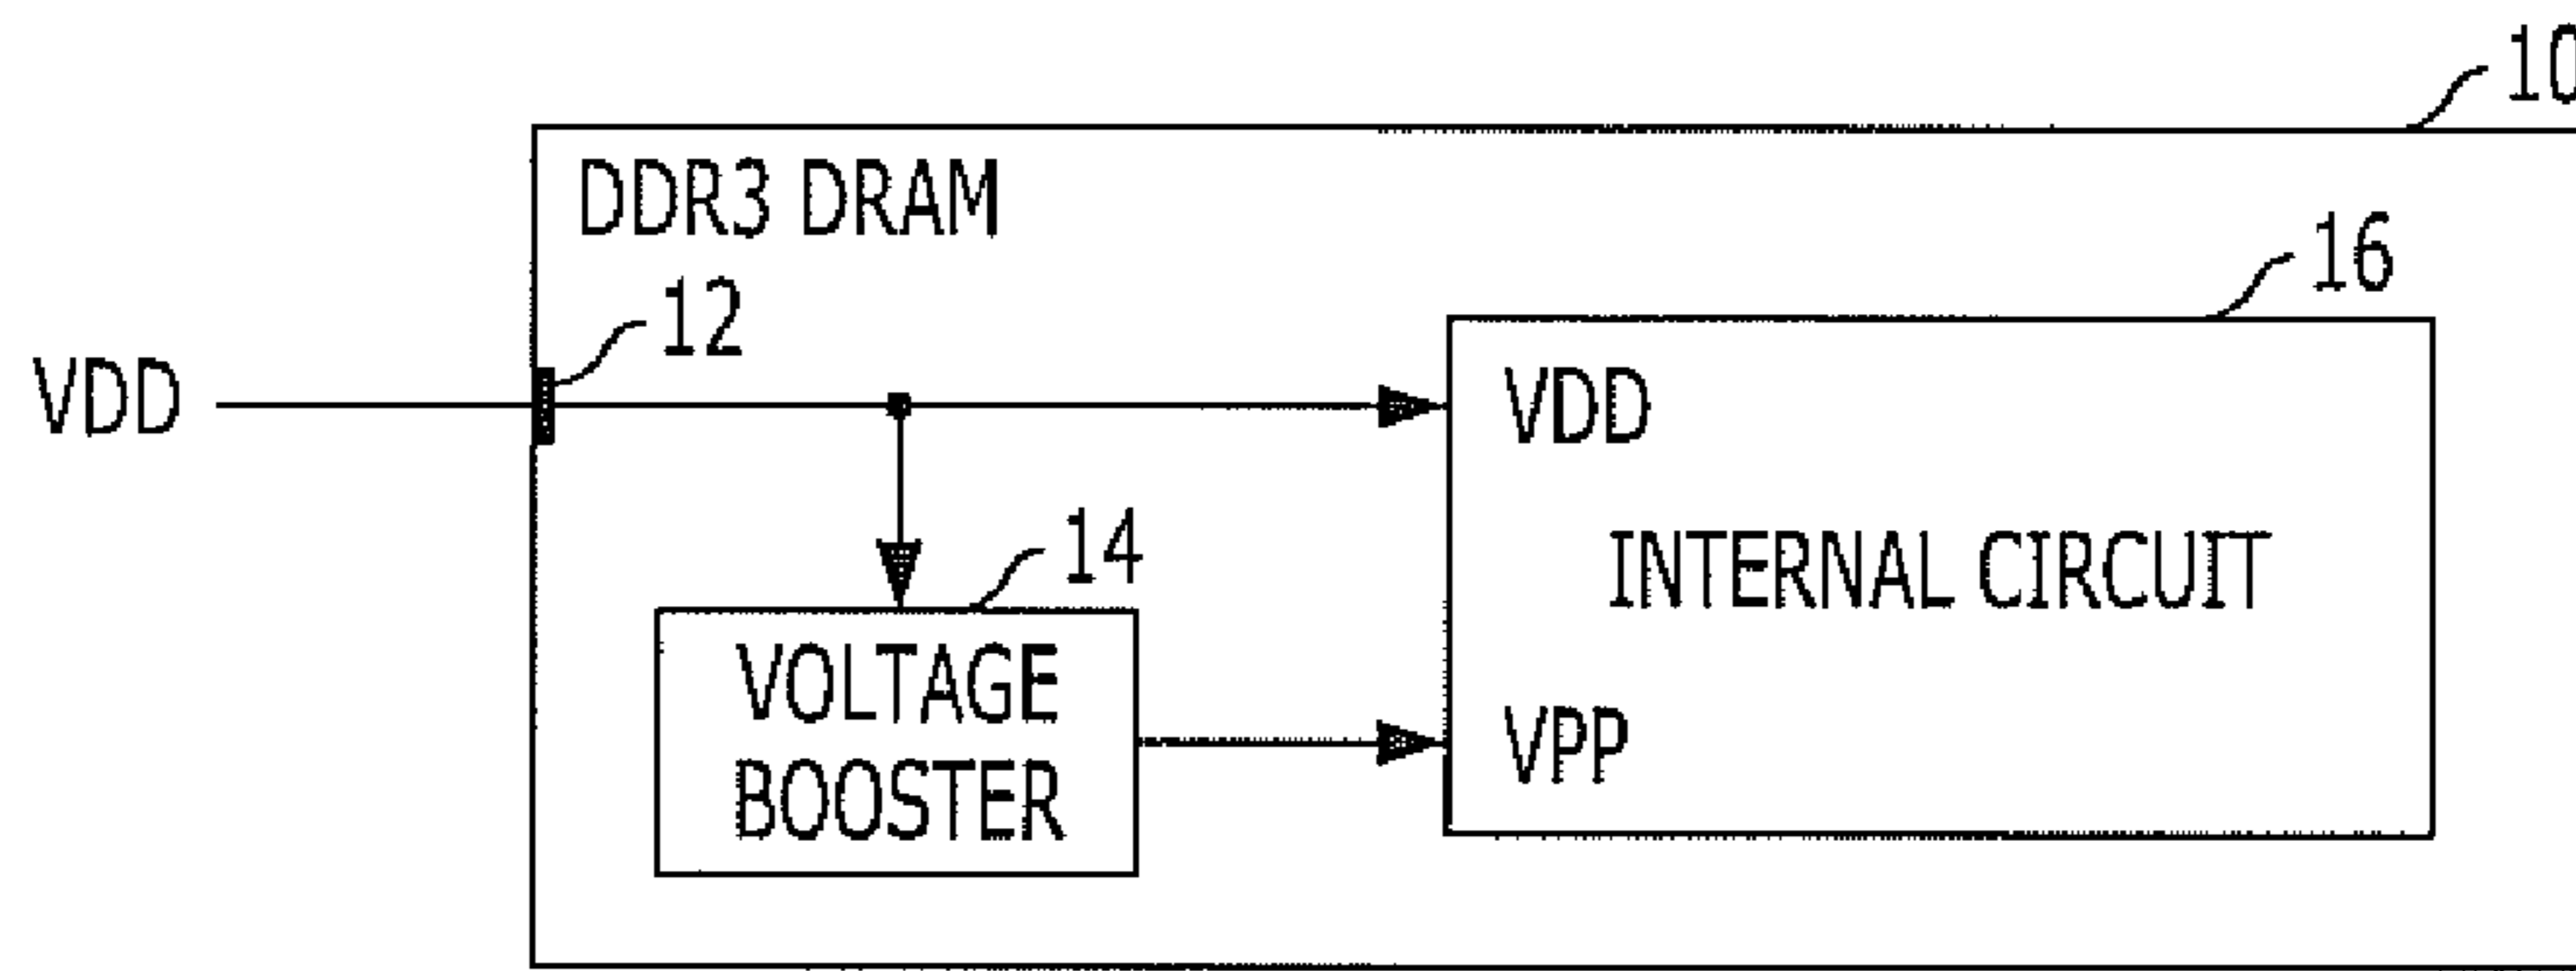 10
DDR3 DRAM
16
12
VDD
VDD
14
INTERNAL CIRCUIT
VOLTAGE
BOOSTER
VPP